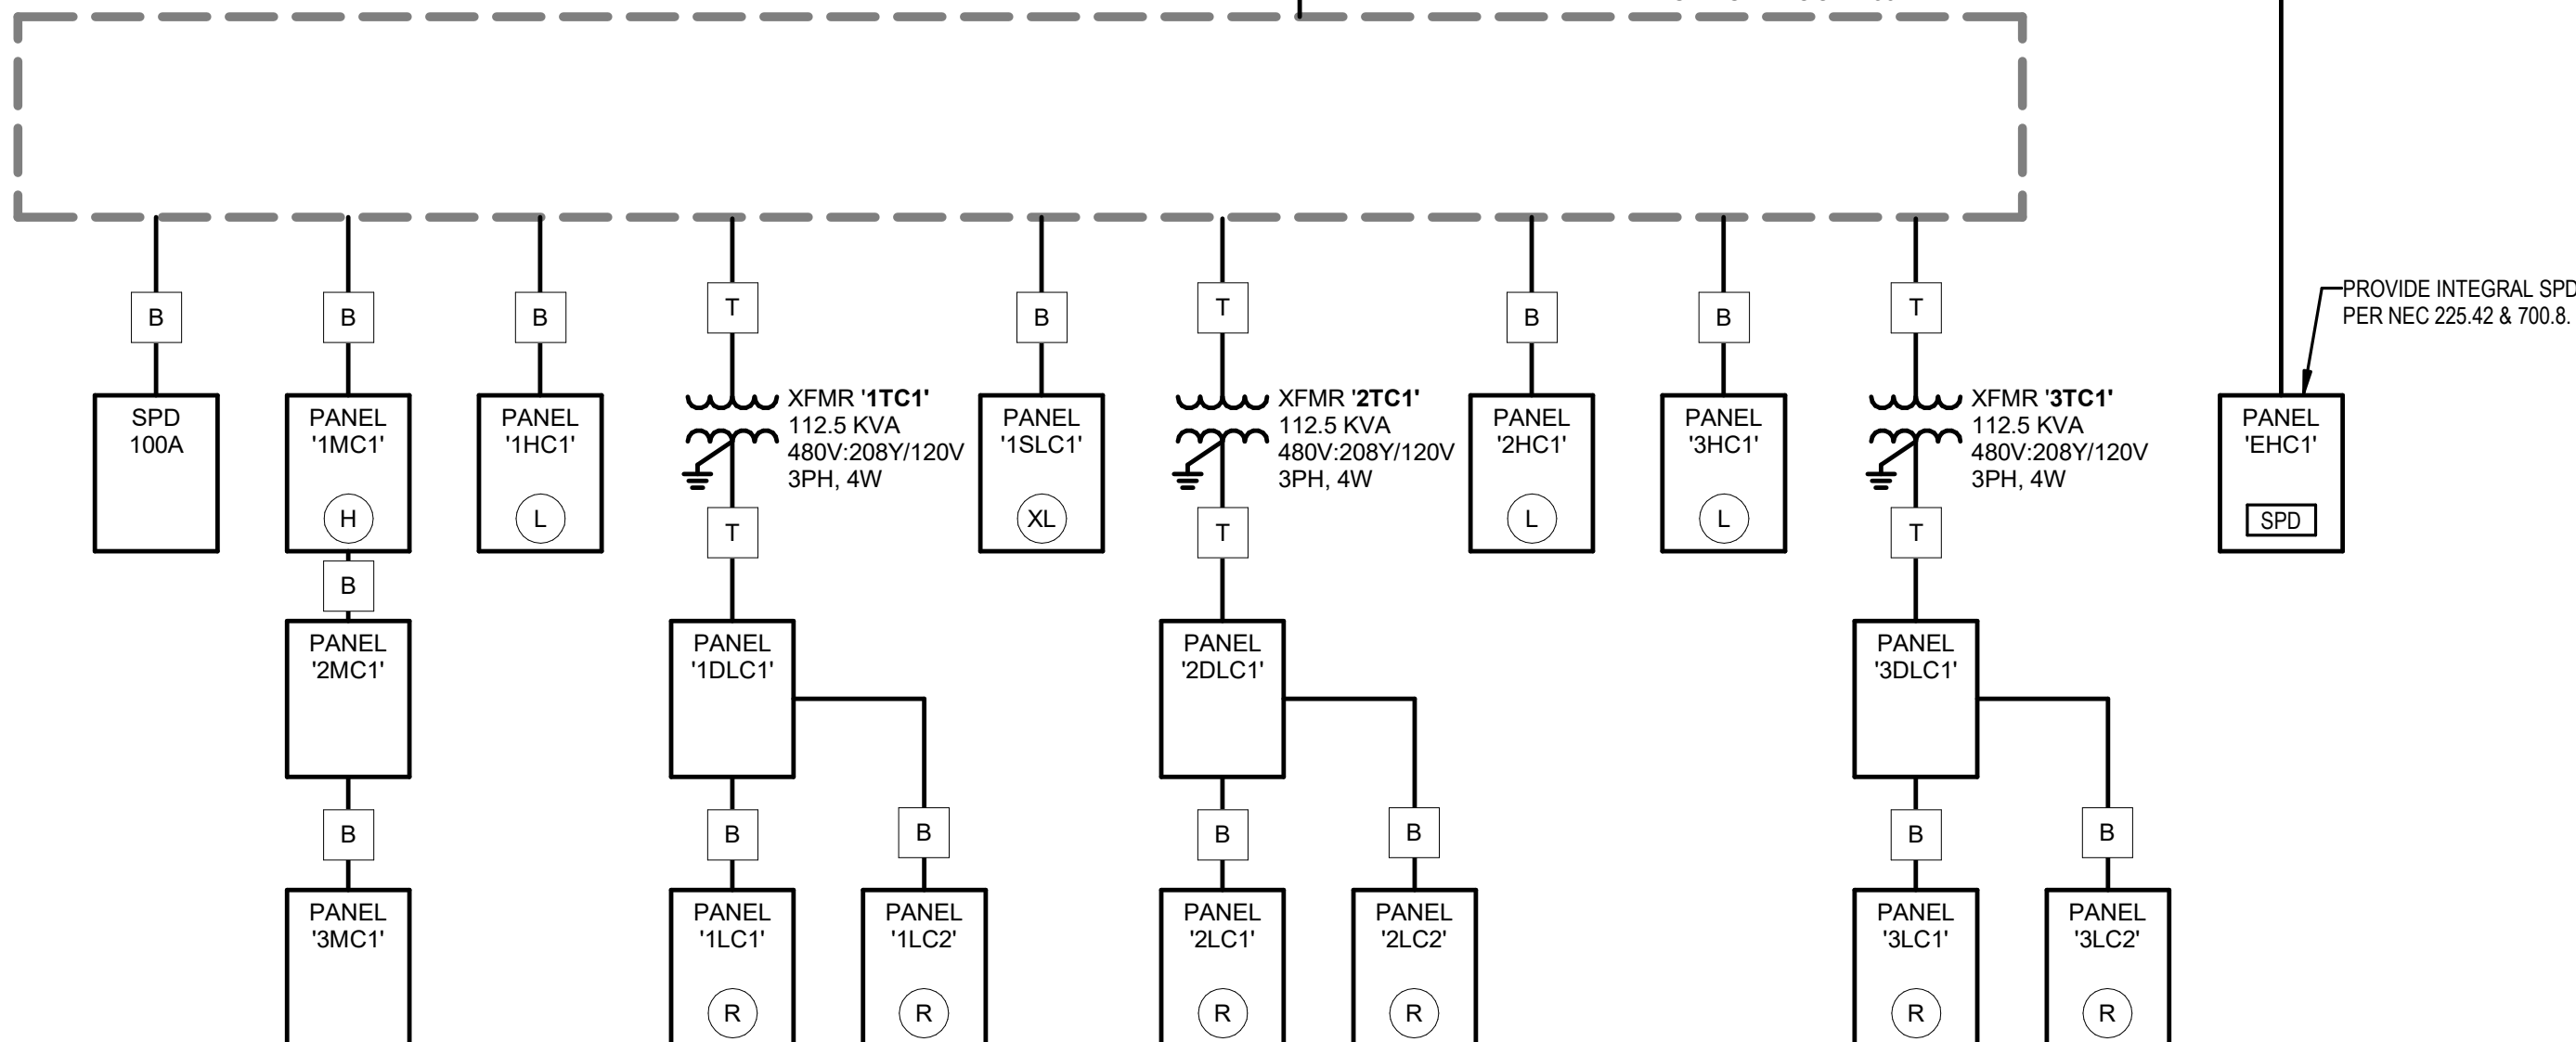 B
B
B
T
B
T
B
B
T
PROVIDE INTEGRAL SPD
PER NEC 225.42 & 700.8.
SPD
100A
PANEL
'1MC1'
H
PANEL
'1HC1'
L
XFMR '1TC1'
112.5 KVA
480V:208Y/120V
3PH, 4W
PANEL
'1SLC1'
XL
XFMR '2TC1'
112.5 KVA
480V:208Y/120V
3PH, 4W
PANEL
'2HC1'
L
PANEL
'3HC1'
L
XFMR '3TC1'
112.5 KVA
480V:208Y/120V
3PH, 4W
PANEL
'EHC1'
SPD
T
T
T
B
PANEL
'2MC1'
PANEL
'1DLC1'
PANEL
'2DLC1'
PANEL
'3DLC1'
B
B
B
B
B
B
B
PANEL
'3MC1'
PANEL
'1LC1'
R
PANEL
'1LC2'
R
PANEL
'2LC1'
R
PANEL
'2LC2'
R
PANEL
'3LC1'
R
PANEL
'3LC2'
R